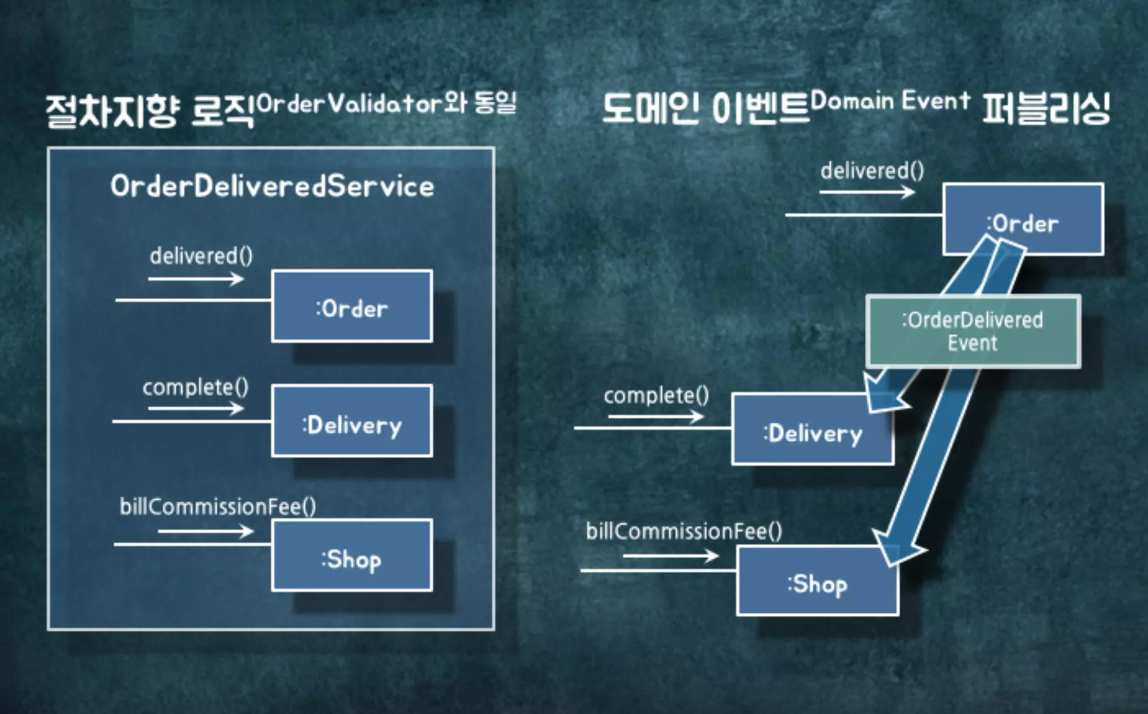 절차지향 로직OrderValidator와 동일
OrderDeliveredService
delivered()
:Order
complete()
:Delivery
billCommissionFee()
:Shop
도메인 이벤트Domain Event 퍼블리싱
delivered()
:Order
:OrderDelivered
Event
complete()
:Delivery
billCommissionFee()
:Shop